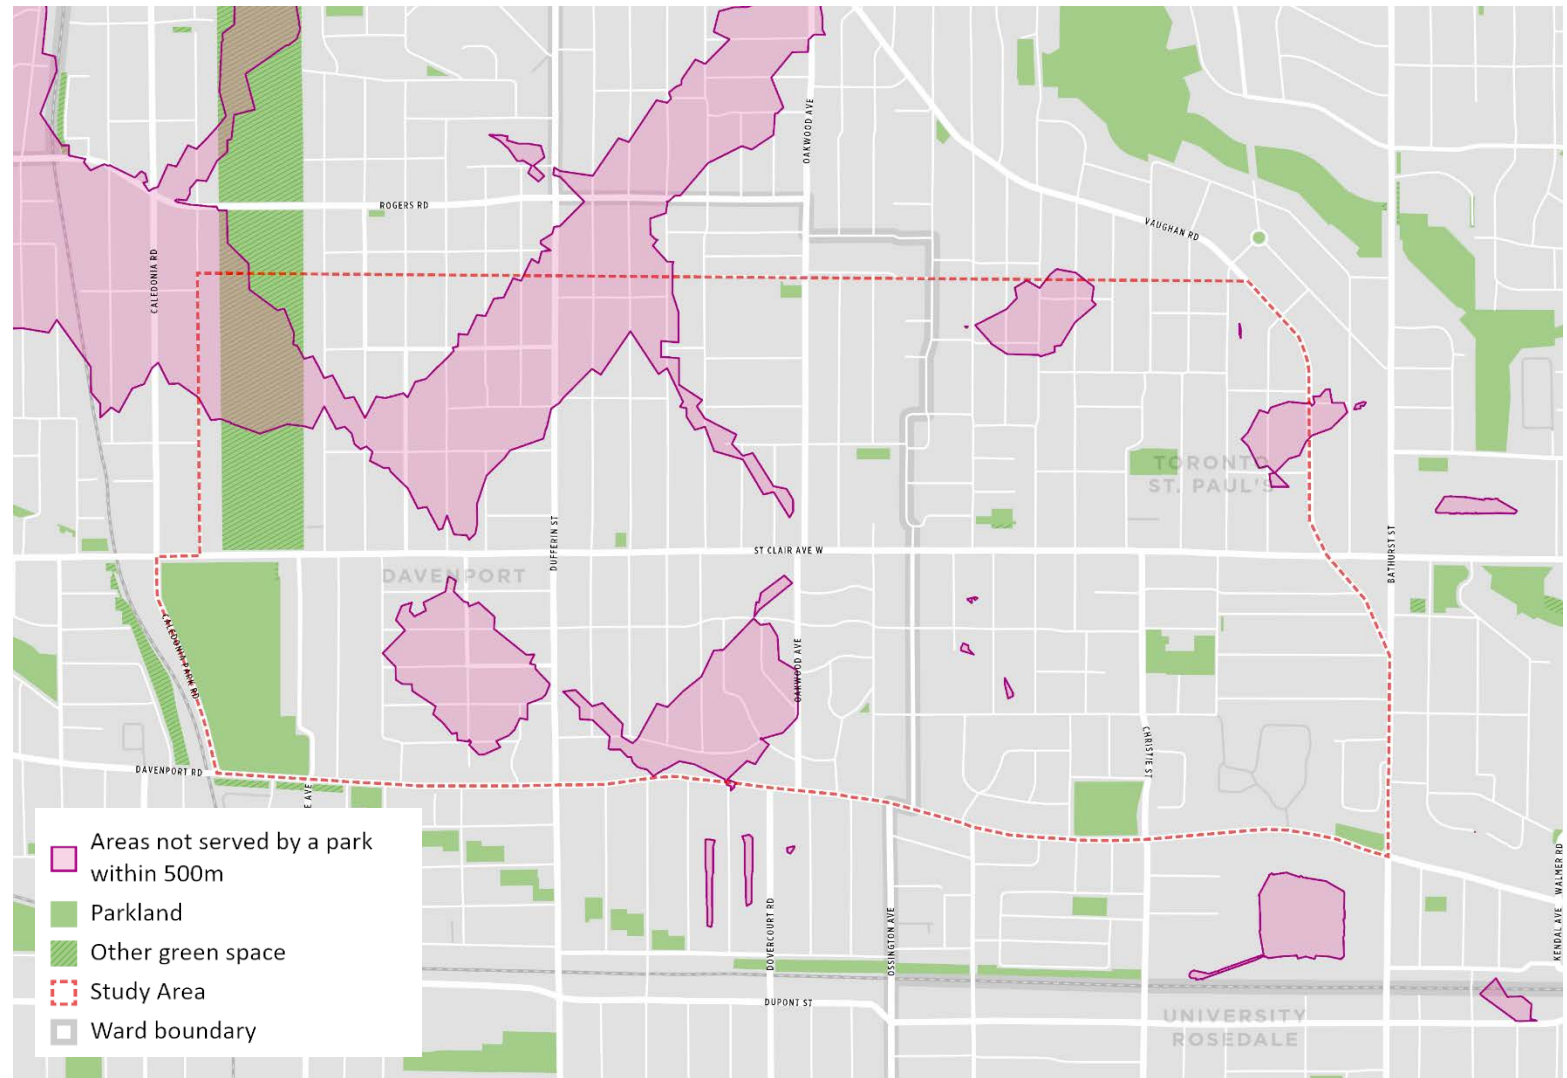 OAKWOOD AVE
ROGERS RD
VAUGHAN RD
CALEDONIA RD
TORONTO
ST. PAUL'S
DUFFERIN ST
ST CLAIR AVE W
BATHURST ST
DAVENPORT
CALEDONIA PARK RD
OAKWOOD AVE
CHRISTIE ST
DAVENPORT RD
E AVE
Areas not served by a park
within 500m
Parkland
Other green space
Study Area
Ward boundary
DOVERCOURT RD
OSSINGTON AVE
WALMER RD
KENDAL AVE
DUPONT ST
UNIVERSITY
ROSEDALE